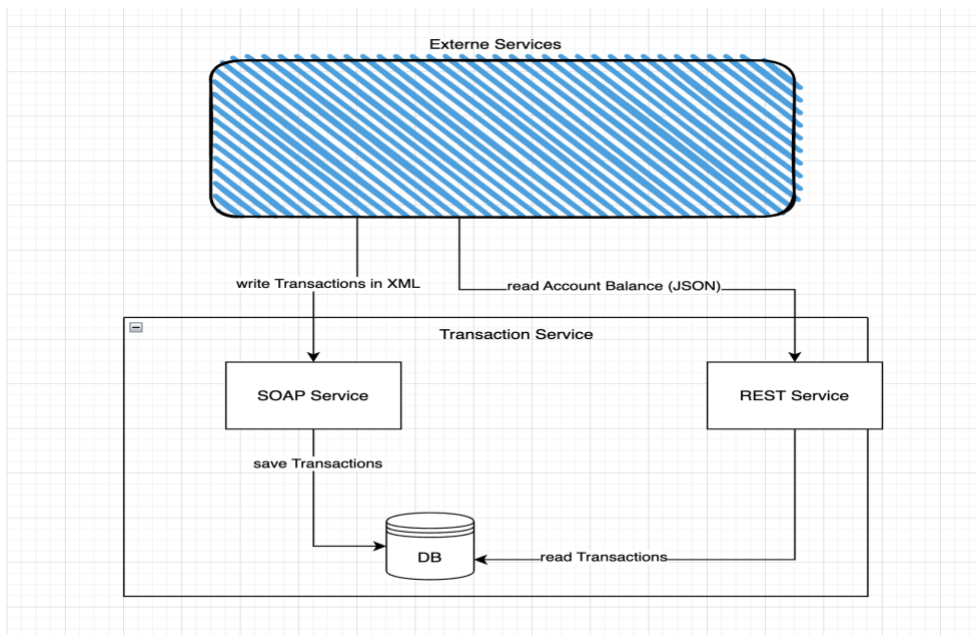 Externe Services
write Transactions in XML
read Account Balance (JSON)
Transaction Service
SOAP Service
REST Service
save Transactions
DB
read Transactions